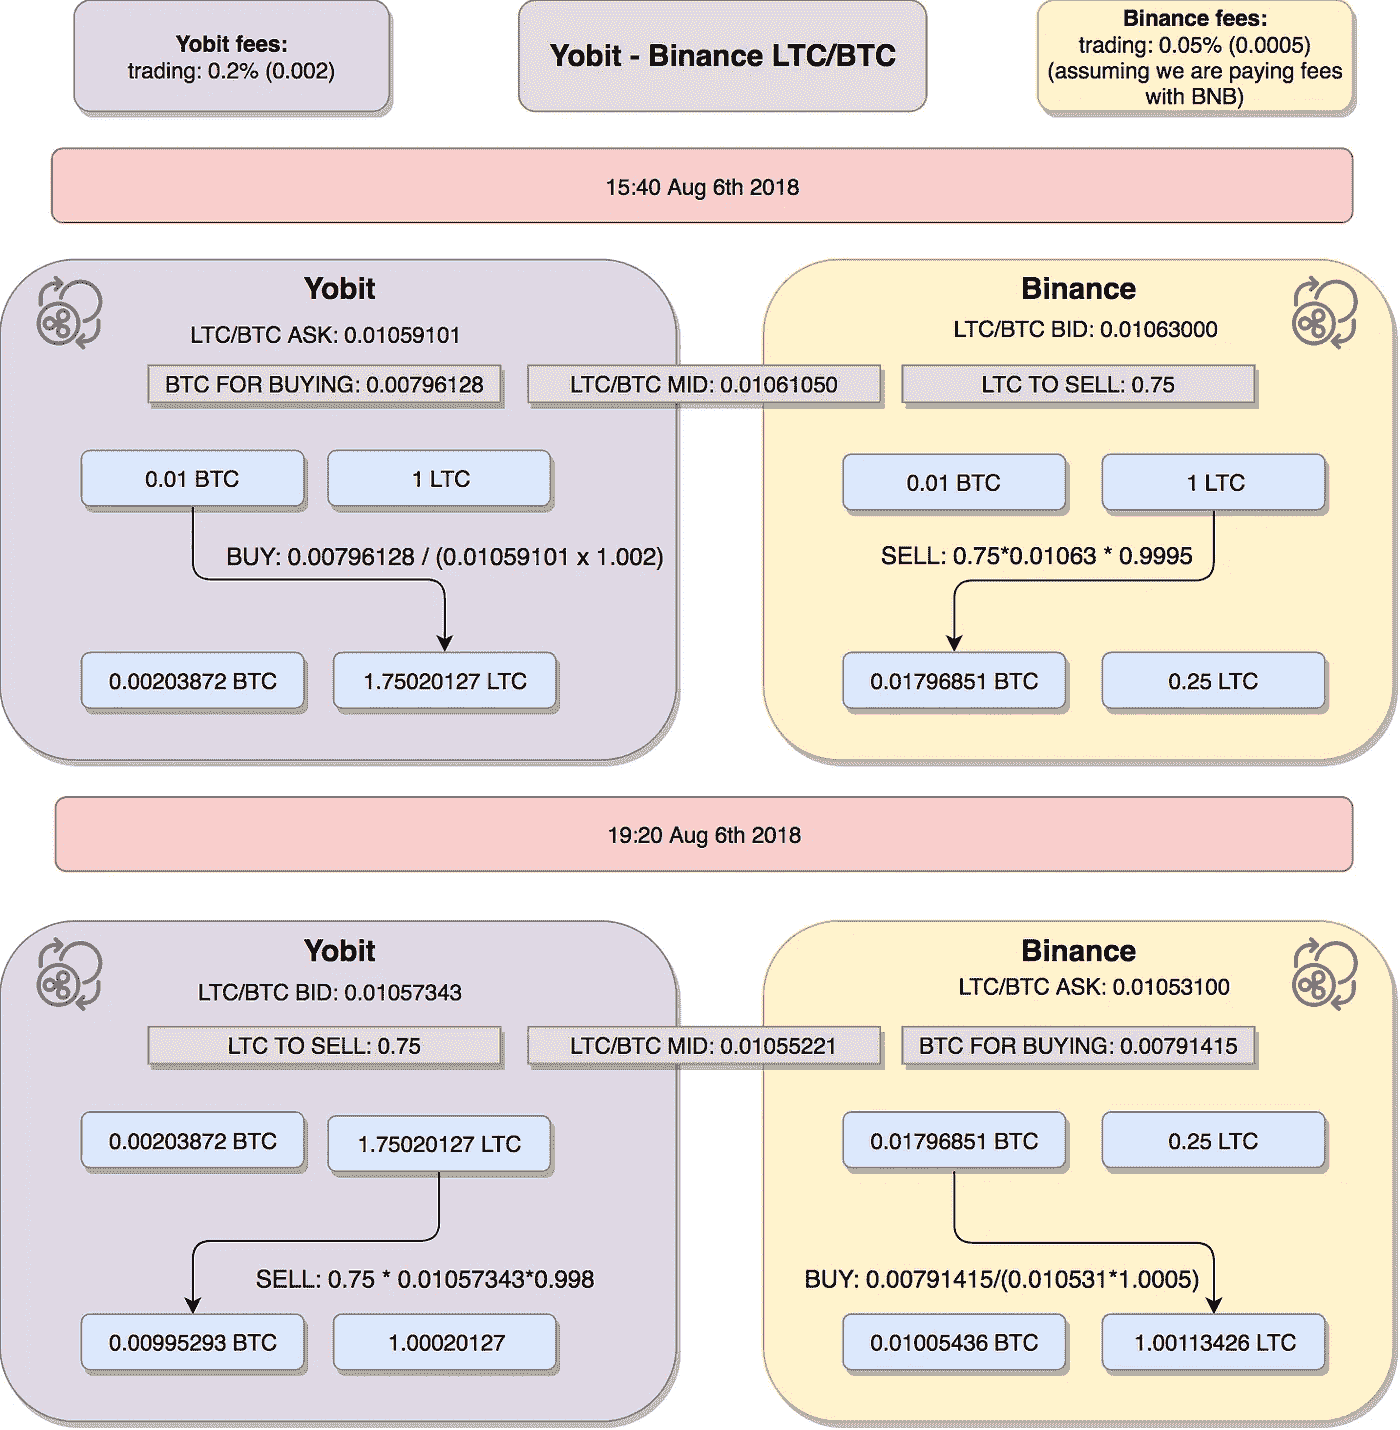 Yobit fees:
trading: 0.2% (0.002)
Yobit - Binance LTC/BTC
Binance fees:
trading: 0.05% (0.0005)
(assuming we are paying fees
with BNB)
15:40 Aug 6th 2018
Yobit
LTC/BTC ASK: 0.01059101
Binance
LTC/BTC BID: 0.01063000
BTC FOR BUYING: 0.00796128
LTC/BTC MID: 0.01061050
LTC TO SELL: 0.75
0.01 BTC
1 LTC
0.01 BTC
1 LTC
BUY: 0.00796128 / (0.01059101 x 1.002)
SELL: 0.75*0.01063 * 0.9995
0.00203872 BTC
1.75020127 LTC
0.01796851 BTC
0.25 LTC
19:20 Aug 6th 2018
Yobit
LTC/BTC BID: 0.01057343
Binance
LTC/BTC ASK: 0.01053100
LTC TO SELL: 0.75
LTC/BTC MID: 0.01055221
BTC FOR BUYING: 0.00791415
0.00203872 BTC
1.75020127 LTC
0.01796851 BTC
0.25 LTC
SELL: 0.75 * 0.01057343*0.998
BUY: 0.00791415/(0.010531*1.0005)
0.00995293 BTC
1.00020127
0.01005436 BTC
1.00113426 LTC